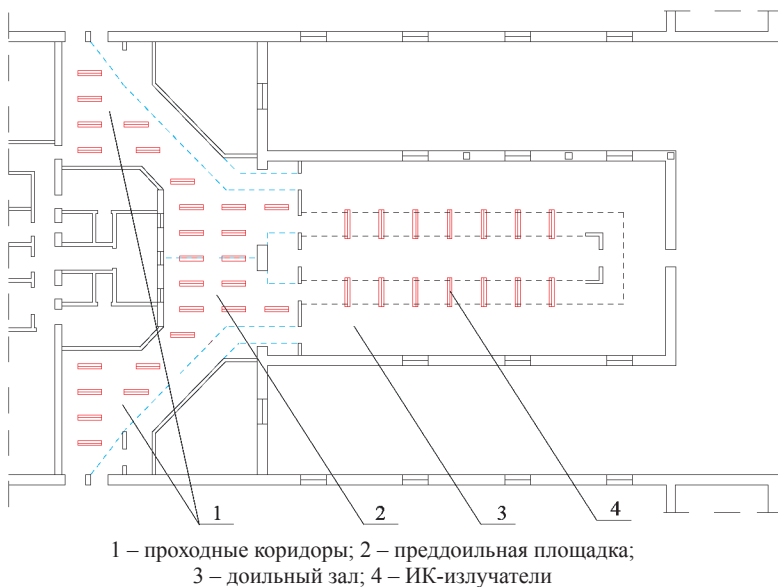 1 2 3 4
1 – проходные коридоры; 2 – преддоильная площадка;
3 – доильный зал; 4 – ИК-излучатели